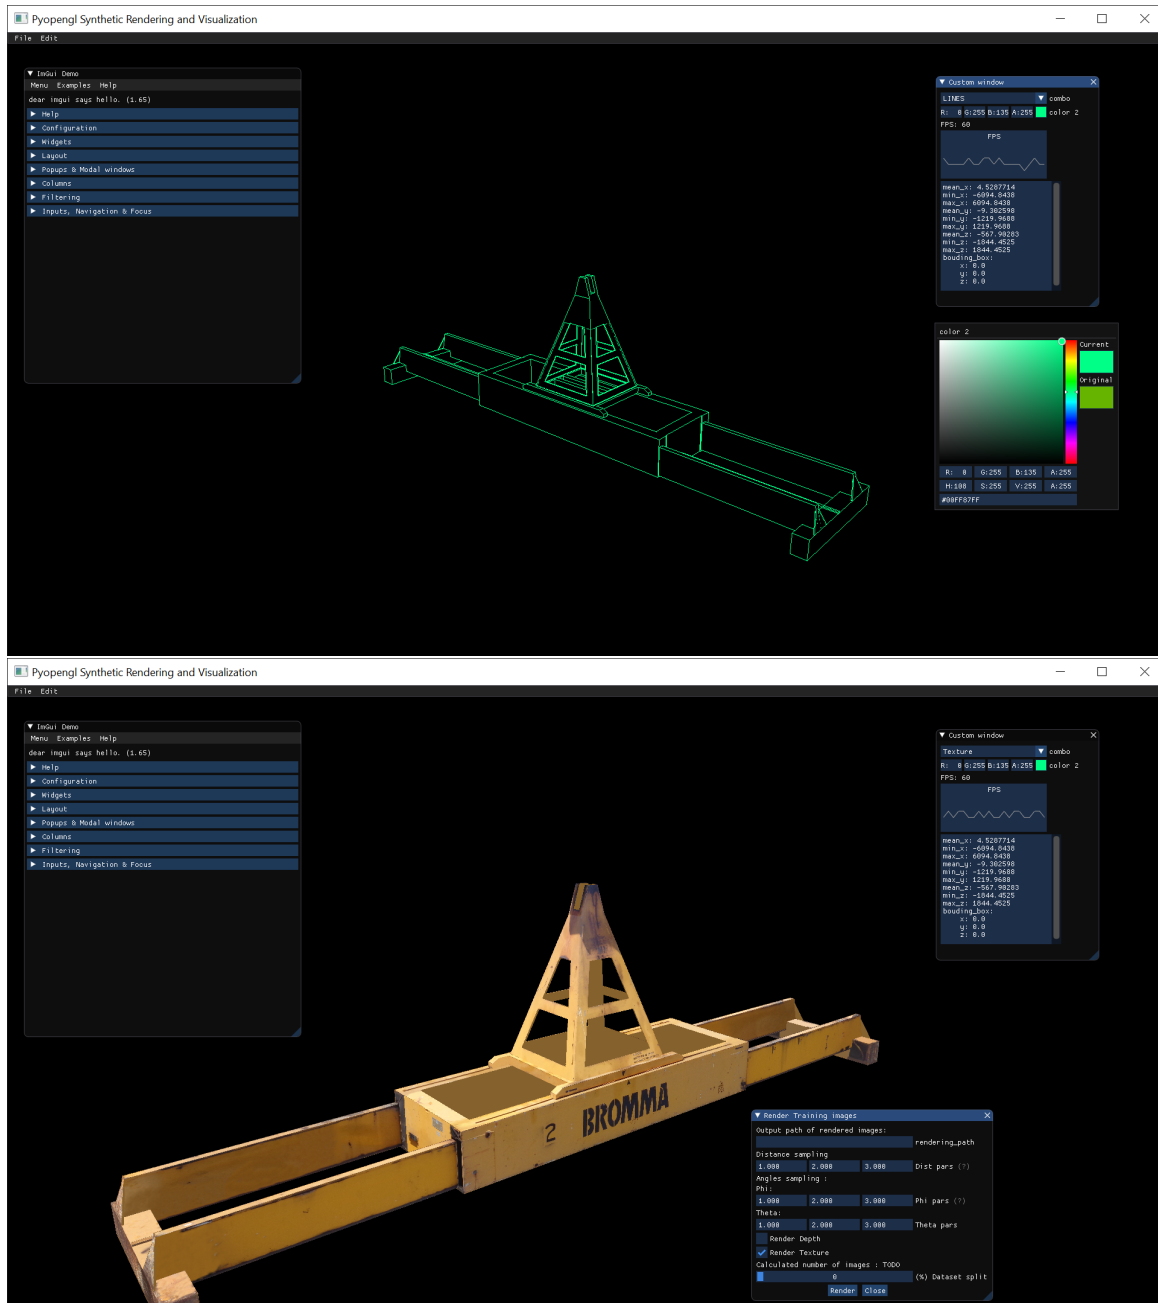 Pyopengl Synthetic Rendering and Visualization
File Edit
ImGui Demo
Menu Examples Help
dear imgui says hello. (1.65)
Help
Configuration
Widgets
Layout
Popups & Modal windows
Columns
Filtering
Inputs, Navigation & Focus
Custom window
LINES combo
R: 0 G:255 B:135 A:255 color 2
FPS: 60
FPS
mean_x: 4.5287714
min_x: -6094.8438
max_x: 6094.8438
mean_y: -9.302598
min_y: -1219.9688
max_y: 1219.9688
mean_z: -567.90283
min_z: -1844.4525
max_z: 1844.4525
bouding_box:
x: 0.0
y: 0.0
z: 0.0
color 2
Current
Original
R: 0 G:255 B:135 A:255
H:108 S:255 V:255 A:255
#00FF87FF
Pyopengl Synthetic Rendering and Visualization
File Edit
ImGui Demo
Menu Examples Help
dear imgui says hello. (1.65)
Help
Configuration
Widgets
Layout
Popups & Modal windows
Columns
Filtering
Inputs, Navigation & Focus
Custom window
Texture combo
R: 0 G:255 B:135 A:255 color 2
FPS: 60
FPS
mean_x: 4.5287714
min_x: -6094.8438
max_x: 6094.8438
mean_y: -9.302598
min_y: -1219.9688
max_y: 1219.9688
mean_z: -567.90283
min_z: -1844.4525
max_z: 1844.4525
bouding_box:
x: 0.0
y: 0.0
z: 0.0
2 BROMMA
Render Training images
Output path of rendered images:
rendering_path
Distance sampling
1.000 2.000 3.000 Dist pars (?)
Angles sampling :
Phi:
1.000 2.000 3.000 Phi pars (?)
Theta:
1.000 2.000 3.000 Theta pars
Render Depth
Render Texture
Calculated number of images : TODO
0 (%) Dataset split
Render Close